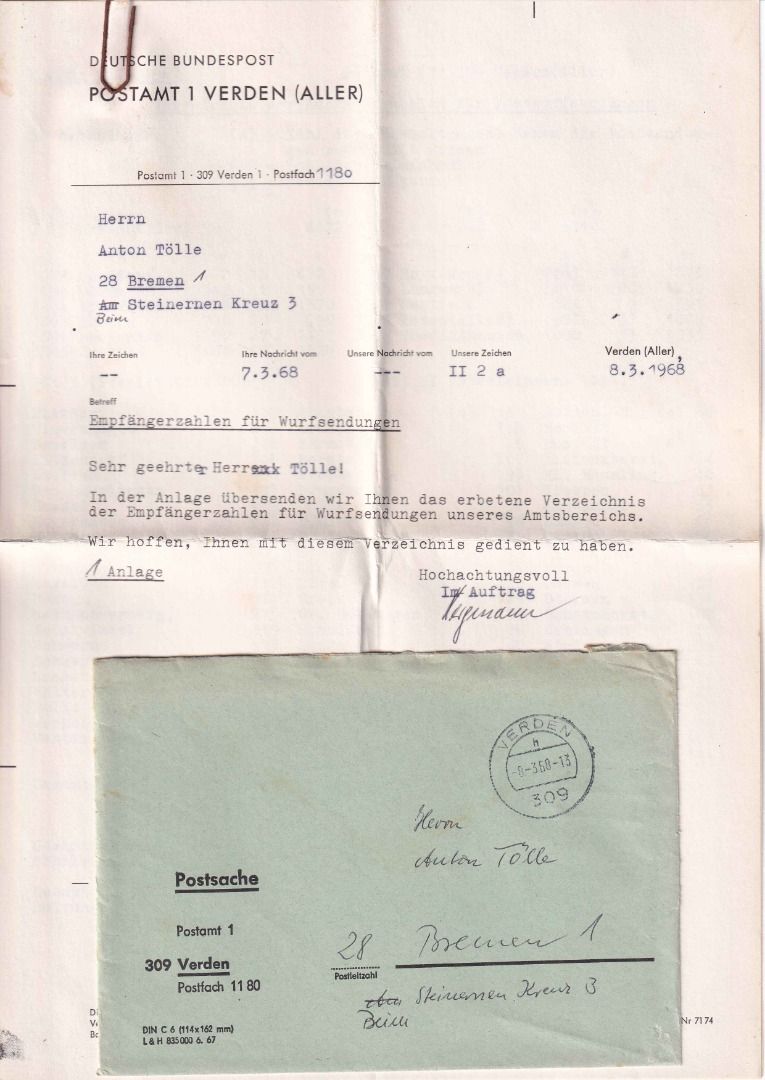 DEUTSCHE BUNDESPOST
POSTAMT 1 VERDEN (ALLER)
Postamt 1 · 309 Verden 1 · Postfach 1180
Herrn
Anton Tölle
28 Bremen 1
Am Steinernen Kreuz 3
Beim
Ihre Zeichen Ihre Nachricht vom Unsere Nachricht vom Unsere Zeichen Verden (Aller),
-- 7.3.68 --- II 2 a 8.3.1968
Betreff
Empfängerzahlen für Wurfsendungen
Sehr geehrter Herr Tölle!
In der Anlage übersenden wir Ihnen das erbetene Verzeichnis
der Empfängerzahlen für Wurfsendungen unseres Amtsbereichs.
Wir hoffen, Ihnen mit diesem Verzeichnis gedient zu haben.
1 Anlage
Hochachtungsvoll
Im Auftrag
VERDEN
h
-8-3.68-13
309
Herrn
Anton Tölle
Postsache
Postamt 1
309 Verden
Postfach 11 80
28 Bremen 1
Postleitzahl
Steinernen Kreuz 3
Beim
DIN C 6 (114x162 mm)
L & H 835000 6. 67
Nr 7174